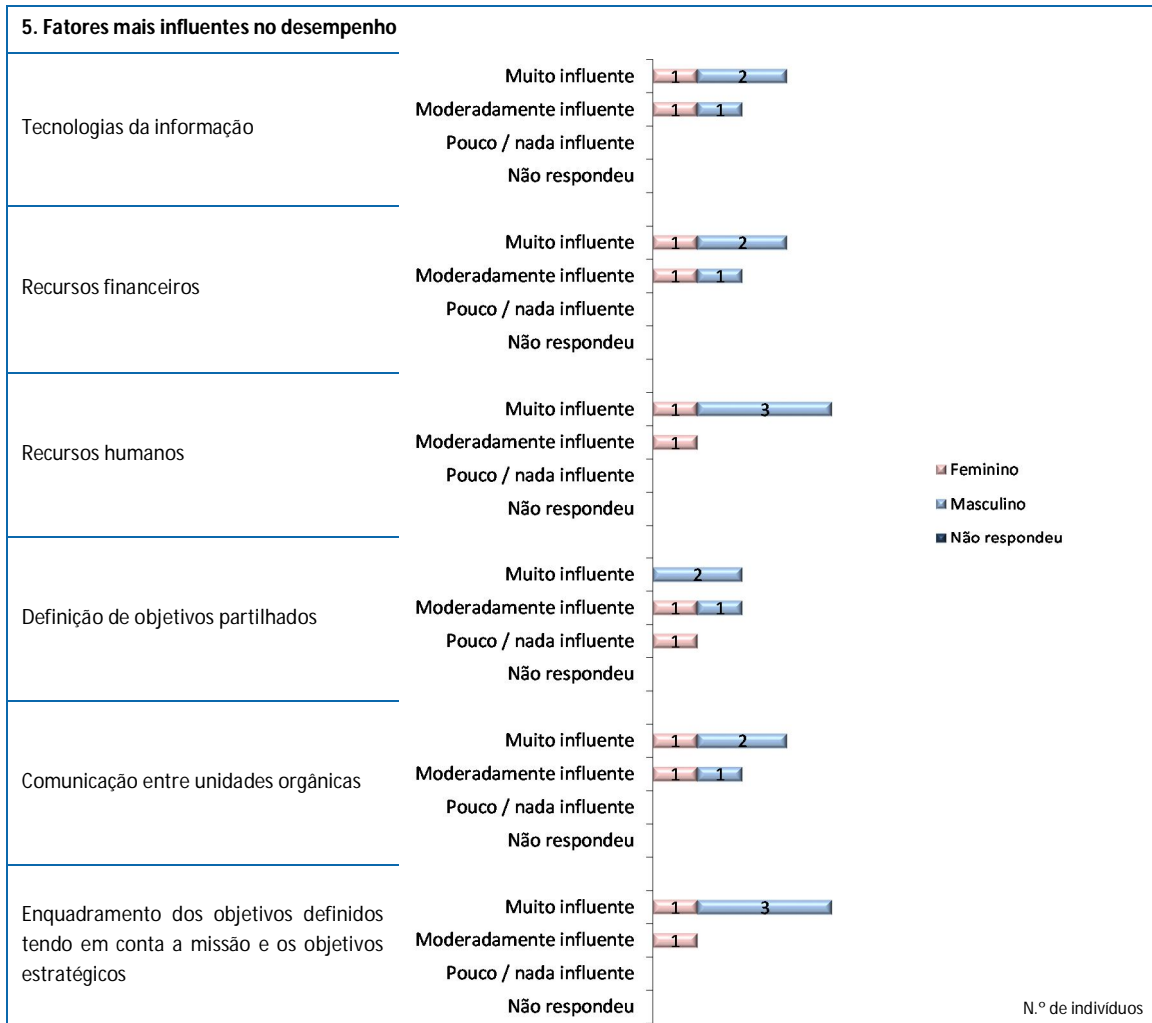 5. Fatores mais influentes no desempenho
Tecnologias da informação
Muito influente 1 2
Moderadamente influente 1 1
Pouco / nada influente
Não respondeu
Recursos financeiros
Muito influente 1 2
Moderadamente influente 1 1
Pouco / nada influente
Não respondeu
Recursos humanos
Muito influente 1 3
Moderadamente influente 1
Pouco / nada influente
Não respondeu
Feminino
Masculino
Não respondeu
Definição de objetivos partilhados
Muito influente 2
Moderadamente influente 1 1
Pouco / nada influente 1
Não respondeu
Comunicação entre unidades orgânicas
Muito influente 1 2
Moderadamente influente 1 1
Pouco / nada influente
Não respondeu
Enquadramento dos objetivos definidos
tendo em conta a missão e os objetivos
estratégicos
Muito influente 1 3
Moderadamente influente 1
Pouco / nada influente
Não respondeu
N.º de indivíduos